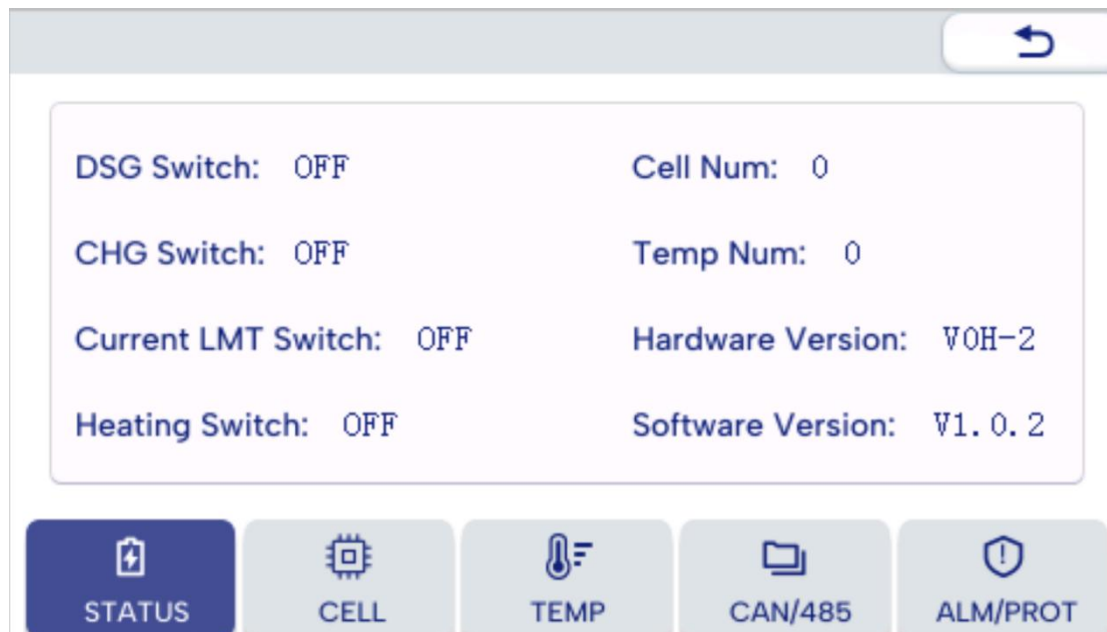 DSG Switch: OFF
Cell Num: 0
CHG Switch: OFF
Temp Num: 0
Current LMT Switch: OFF
Hardware Version: VOH-2
Heating Switch: OFF
Software Version: V1.0.2
STATUS
CELL
TEMP
CAN/485
ALM/PROT